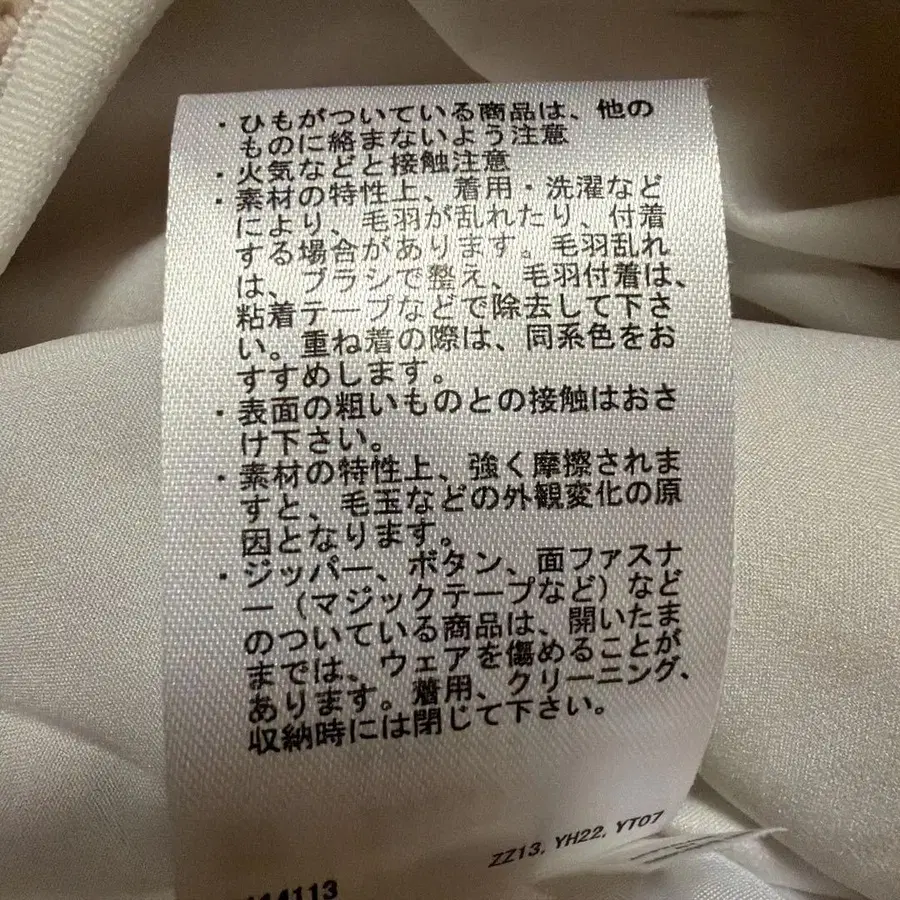 ・ひもがついている商品は、他の
ものに絡まないよう注意
・火気などと接触注意
・素材の特性上、着用・洗濯など
により、毛羽が乱れたり、付着
する場合があります。毛羽乱れ
は、ブラシで整え、毛羽付着は、
粘着テープなどで除去して下さ
い。重ね着の際は、同系色をお
すすめします。
・表面の粗いものとの接触はおさ
け下さい。
・素材の特性上、強く摩擦されま
すと、毛玉などの外観変化の原
因となります。
・ジッパー、ボタン、面ファスナ
ー（マジックテープなど）など
のついている商品は、開いたま
までは、ウェアを傷めることが
あります。着用、クリーニング、
収納時には閉じて下さい。
ZZ13, YH22, YT07